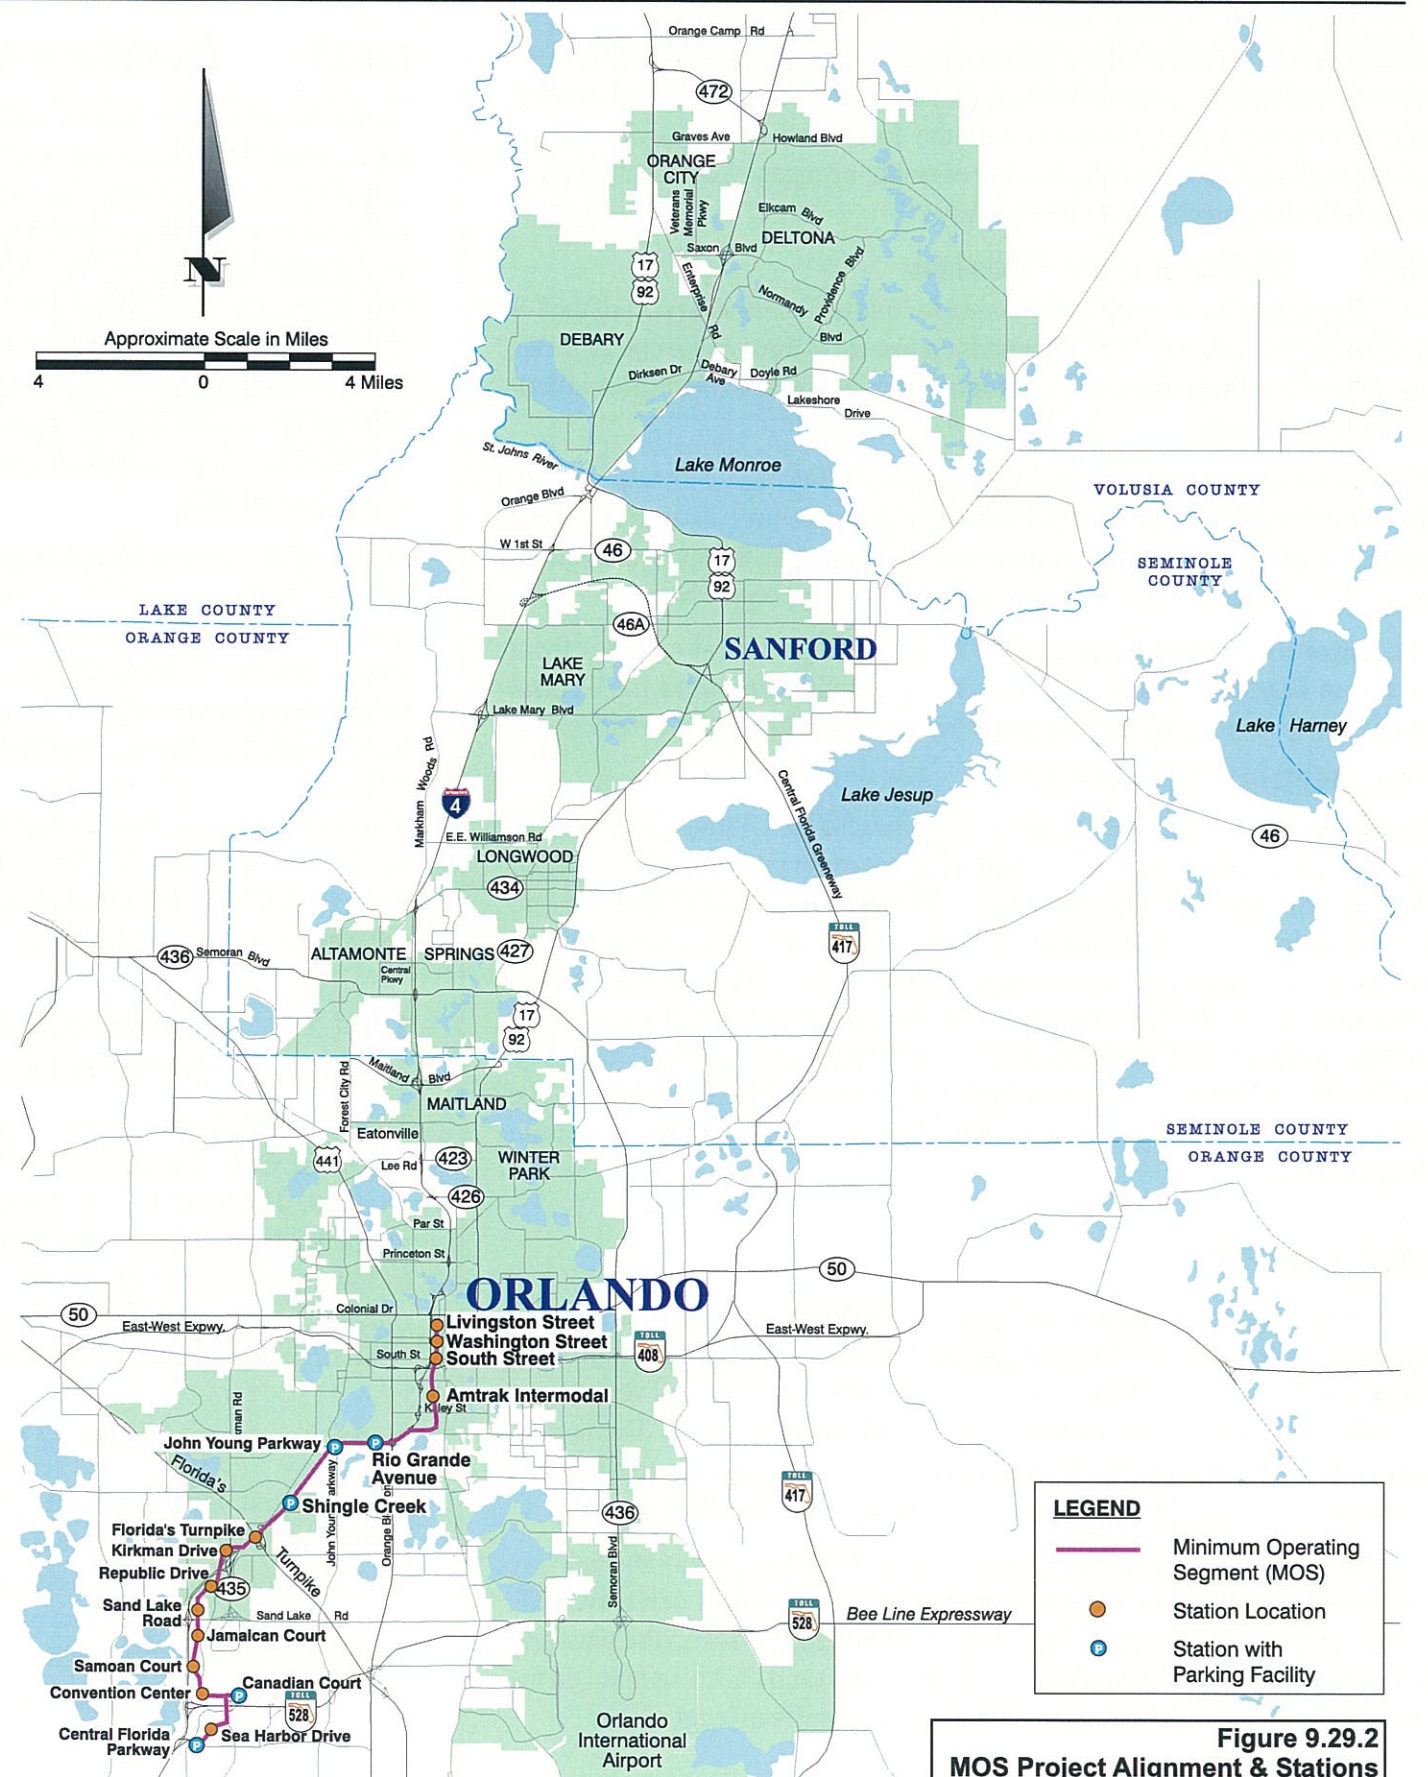 Orange Camp Rd
472
Graves Ave
Howland Blvd
ORANGE
CITY
Veterans
Memorial
Pkwy
Elkcam Blvd
DELTONA
Saxon Blvd
17
92
Enterprise Rd
Normandy Blvd
Providence Blvd
N
Approximate Scale in Miles
4 0 4 Miles
DEBARY
Dirksen Dr
Debary
Ave
Doyle Rd
Lakeshore Drive
St. Johns River
Lake Monroe
Orange Blvd
VOLUSIA COUNTY
SEMINOLE
COUNTY
W 1st St
46
17
92
LAKE COUNTY
ORANGE COUNTY
46A
SANFORD
LAKE
MARY
Lake Mary Blvd
Lake Harney
Markham Woods Rd
4
Central Florida Greeneway
Lake Jesup
46
E.E. Williamson Rd
LONGWOOD
434
TOLL
417
436
Semoran Blvd
ALTAMONTE SPRINGS
427
Central
Pkwy
17
92
Forest City Rd
Maitland Blvd
MAITLAND
Eatonville
SEMINOLE COUNTY
ORANGE COUNTY
441
Lee Rd
423
WINTER
PARK
426
Par St
Princeton St
50
ORLANDO
50
Colonial Dr
East-West Expwy.
Livingston Street
Washington Street
South St
South Street
TOLL
408
East-West Expwy.
Amtrak Intermodal
man Rd
John Young Parkway
Rio Grande
Avenue
Florida's
Turnpike
Shingle Creek
TOLL
417
436
Florida's Turnpike
Kirkman Drive
Republic Drive
435
Semoran Blvd
Sand Lake
Road
Sand Lake Rd
TOLL
528
Bee Line Expressway
Jamaican Court
Samoan Court
Canadian Court
Convention Center
TOLL
528
Central Florida
Parkway
Sea Harbor Drive
Orlando
International
Airport
LEGEND
Minimum Operating
Segment (MOS)
Station Location
P
Station with
Parking Facility
Figure 9.29.2
MOS Project Alignment & Stations